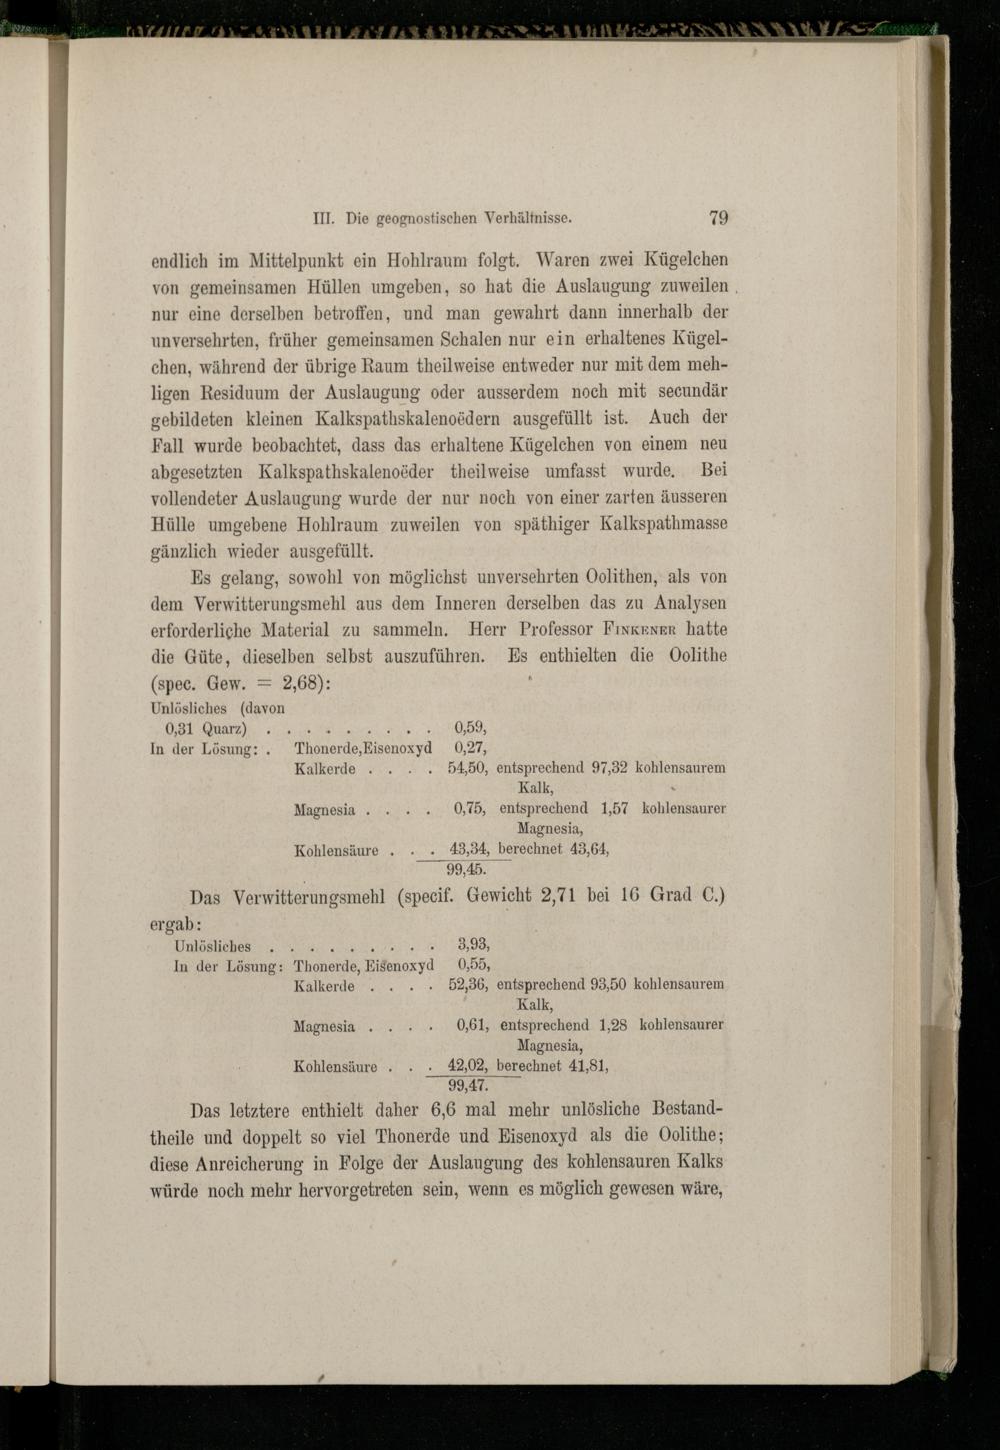 III. Die geognostischen Verhältnisse. 79
endlich im Mittelpunkt ein Hohlraum folgt. Waren zwei Kügelchen
von gemeinsamen Hüllen umgeben, so hat die Auslaugung zuweilen
nur eine derselben betroffen, und man gewahrt dann innerhalb der
unversehrten, früher gemeinsamen Schalen nur ein erhaltenes Kügel-
chen, während der übrige Raum theilweise entweder nur mit dem meh-
ligen Residuum der Auslaugung oder ausserdem noch mit secundär
gebildeten kleinen Kalkspathskalenoëdern ausgefüllt ist. Auch der
Fall wurde beobachtet, dass das erhaltene Kügelchen von einem neu
abgesetzten Kalkspathskalenoëder theilweise umfasst wurde. Bei
vollendeter Auslaugung wurde der nur noch von einer zarten äusseren
Hülle umgebene Hohlraum zuweilen von späthiger Kalkspathmasse
gänzlich wieder ausgefüllt.
Es gelang, sowohl von möglichst unversehrten Oolithen, als von
dem Verwitterungsmehl aus dem Inneren derselben das zu Analysen
erforderliche Material zu sammeln. Herr Professor FINKENER hatte
die Güte, dieselben selbst auszuführen. Es enthielten die Oolithe
(spec. Gew. = 2,68):
Unlösliches (davon
0,31 Quarz) . . . . . . . . . 0,59,
In der Lösung: . Thonerde,Eisenoxyd 0,27,
Kalkerde . . . . 54,50, entsprechend 97,32 kohlensaurem
Kalk,
Magnesia . . . . 0,75, entsprechend 1,57 kohlensaurer
Magnesia,
Kohlensäure . . . 43,34, berechnet 43,64,
99,45.
Das Verwitterungsmehl (specif. Gewicht 2,71 bei 16 Grad C.)
ergab:
Unlösliches . . . . . . . . . 3,93,
In der Lösung: Thonerde, Eisenoxyd 0,55,
Kalkerde . . . . 52,36, entsprechend 93,50 kohlensaurem
Kalk,
Magnesia . . . . 0,61, entsprechend 1,28 kohlensaurer
Magnesia,
Kohlensäure . . . 42,02, berechnet 41,81,
99,47.
Das letztere enthielt daher 6,6 mal mehr unlösliche Bestand-
theile und doppelt so viel Thonerde und Eisenoxyd als die Oolithe;
diese Anreicherung in Folge der Auslaugung des kohlensauren Kalks
würde noch mehr hervorgetreten sein, wenn es möglich gewesen wäre,